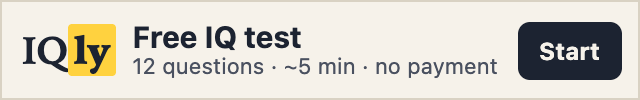 IQly
Free IQ test
12 questions · ~5 min · no payment
Start